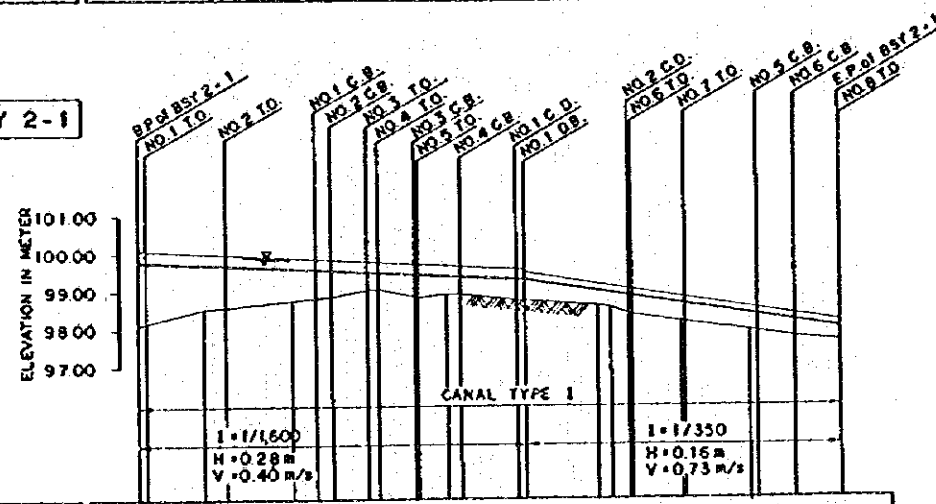 Y 2-1
B.P. of BSY 2-1
NO.1 T.O.
NO.2 T.O.
NO.1 C.B.
NO.2 C.B.
NO.3 T.O.
NO.4 T.O.
NO.3 C.B.
NO.5 T.O.
NO.4 C.B.
NO.1 C.D.
NO.1 D.B.
NO.2 C.D.
NO.6 T.O.
NO.7 T.O.
NO.5 C.B.
NO.6 C.B.
E.P. of BSY 2-1
NO.8 T.O.
ELEVATION IN METER
101.00
100.00
99.00
98.00
97.00
CANAL TYPE 1
I=1/1,600
H=0.28 m
V=0.40 m/s
I=1/350
H=0.16 m
V=0.73 m/s